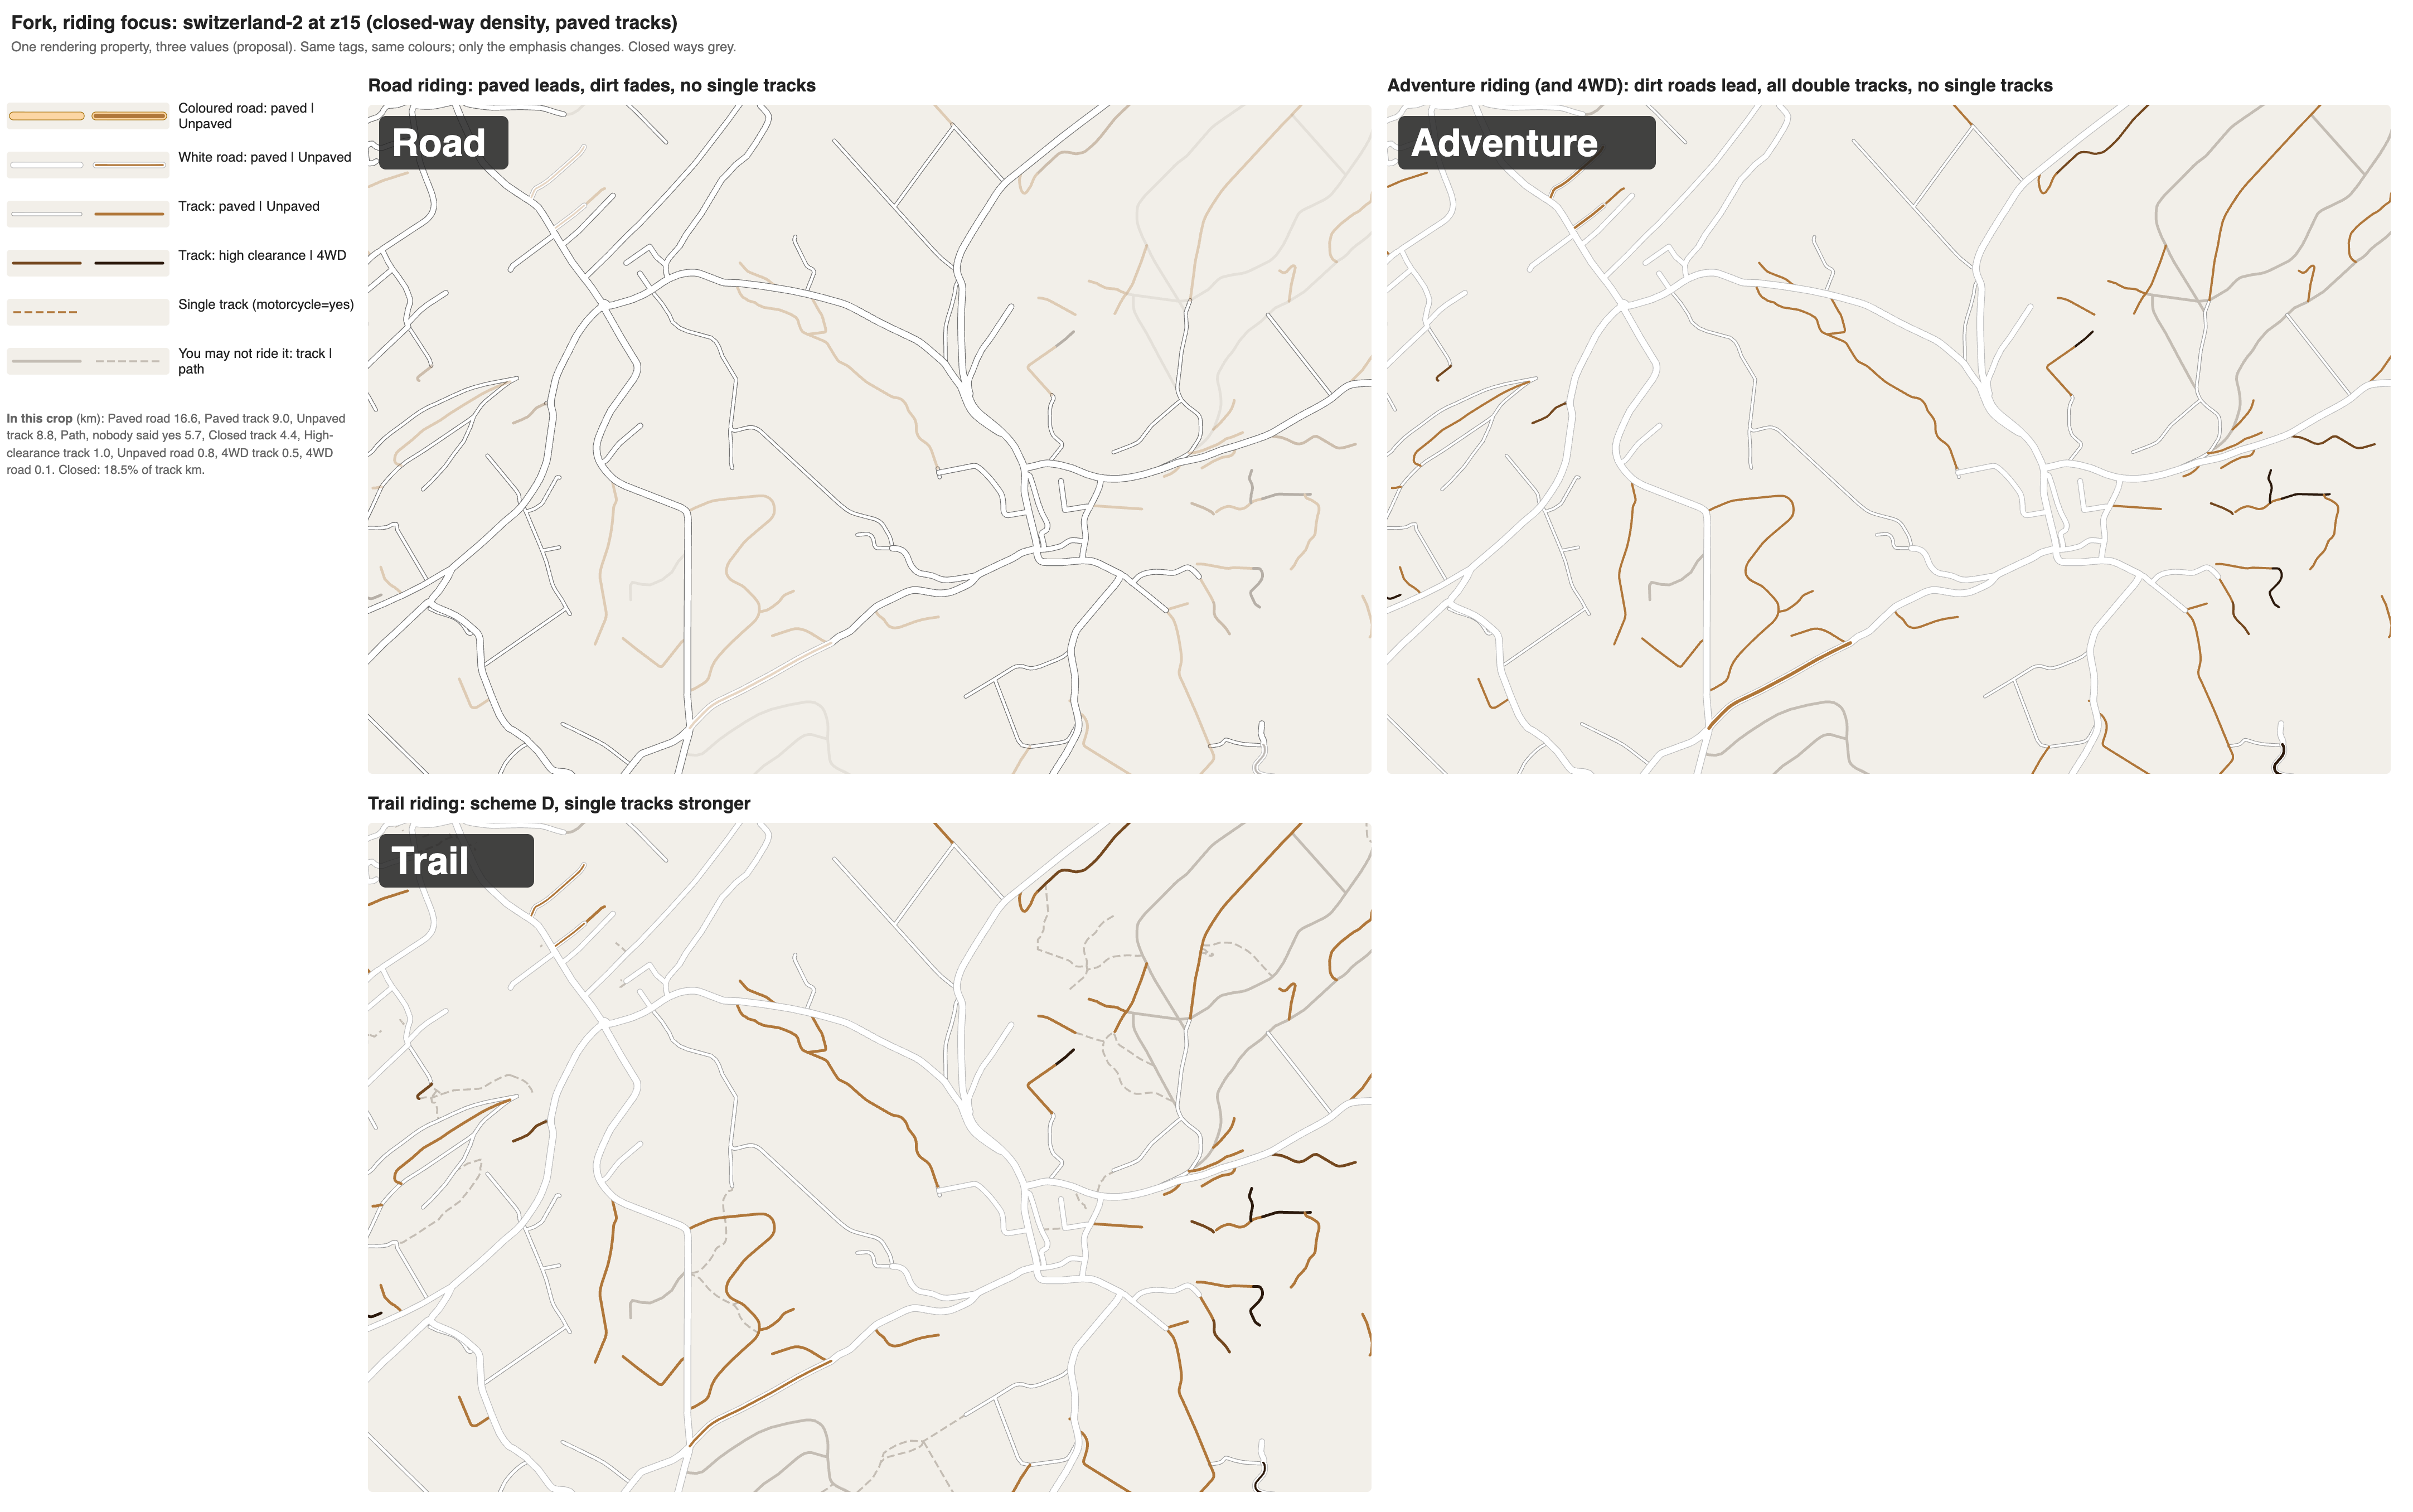 Fork, riding focus: switzerland-2 at z15 (closed-way density, paved tracks)
One rendering property, three values (proposal). Same tags, same colours; only the emphasis changes. Closed ways grey.
Coloured road: paved |
Unpaved
White road: paved | Unpaved
Track: paved | Unpaved
Track: high clearance | 4WD
Single track (motorcycle=yes)
You may not ride it: track |
path
In this crop (km): Paved road 16.6, Paved track 9.0, Unpaved
track 8.8, Path, nobody said yes 5.7, Closed track 4.4, High-
clearance track 1.0, Unpaved road 0.8, 4WD track 0.5, 4WD
road 0.1. Closed: 18.5% of track km.
Road riding: paved leads, dirt fades, no single tracks
Road
Adventure riding (and 4WD): dirt roads lead, all double tracks, no single tracks
Adventure
Trail riding: scheme D, single tracks stronger
Trail